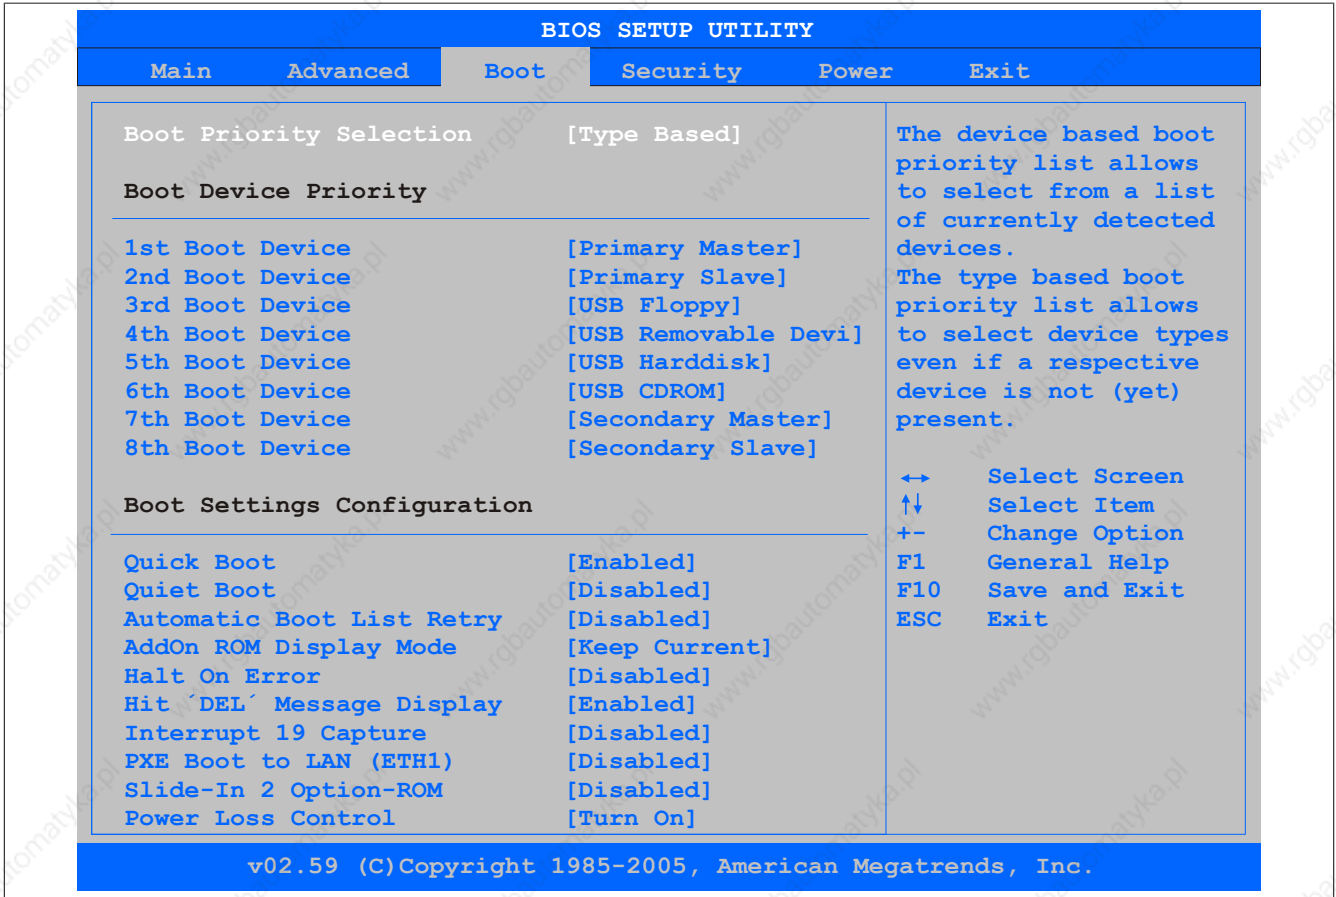 BIOS SETUP UTILITY
Main Advanced Boot Security Power Exit
Boot Priority Selection [Type Based]
Boot Device Priority
1st Boot Device [Primary Master]
2nd Boot Device [Primary Slave]
3rd Boot Device [USB Floppy]
4th Boot Device [USB Removable Devi]
5th Boot Device [USB Harddisk]
6th Boot Device [USB CDROM]
7th Boot Device [Secondary Master]
8th Boot Device [Secondary Slave]
Boot Settings Configuration
Quick Boot [Enabled]
Quiet Boot [Disabled]
Automatic Boot List Retry [Disabled]
AddOn ROM Display Mode [Keep Current]
Halt On Error [Disabled]
Hit ´DEL´ Message Display [Enabled]
Interrupt 19 Capture [Disabled]
PXE Boot to LAN (ETH1) [Disabled]
Slide-In 2 Option-ROM [Disabled]
Power Loss Control [Turn On]
The device based boot
priority list allows
to select from a list
of currently detected
devices.
The type based boot
priority list allows
to select device types
even if a respective
device is not (yet)
present.
↔ Select Screen
↑↓ Select Item
+- Change Option
F1 General Help
F10 Save and Exit
ESC Exit
v02.59 (C)Copyright 1985-2005, American Megatrends, Inc.
www.rgbautomatyka.pl